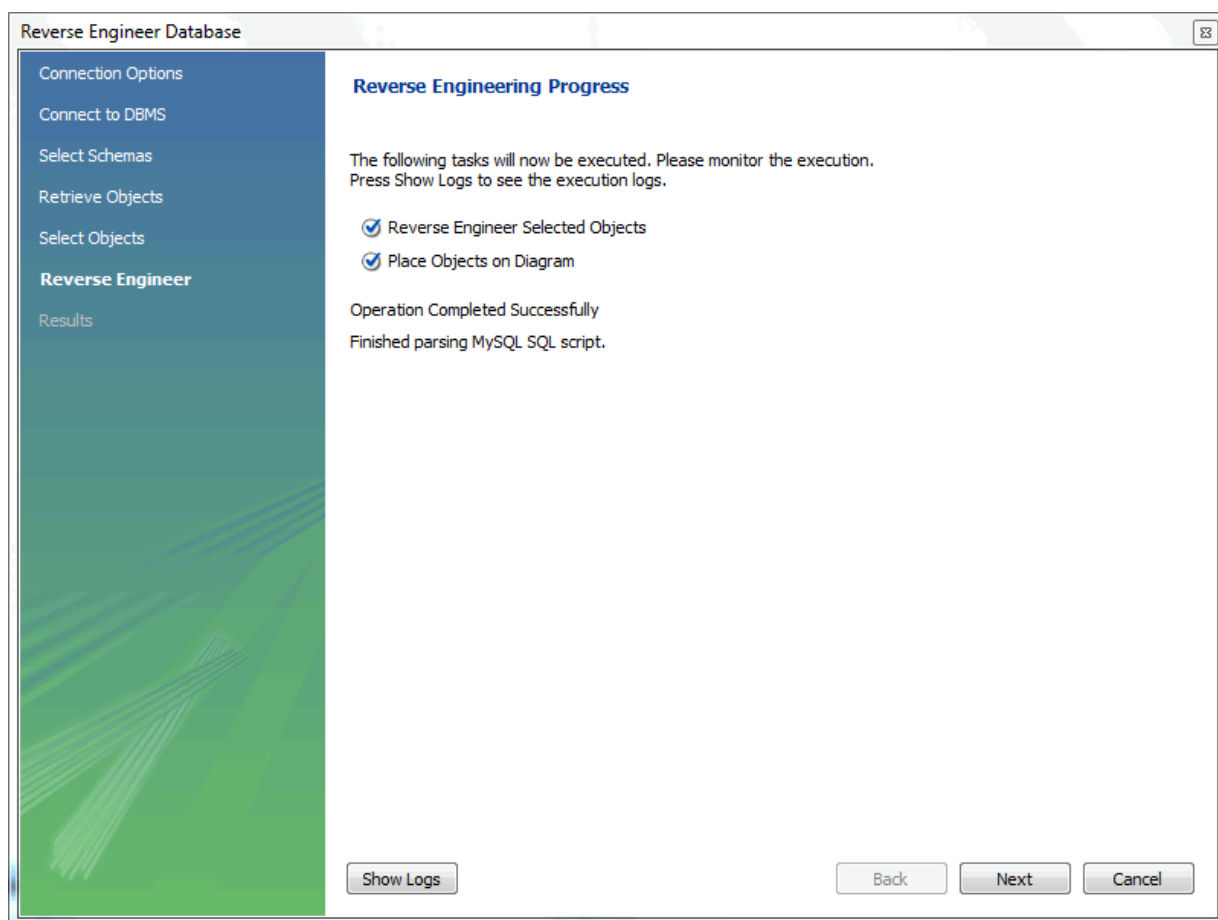 Reverse Engineer Database
Connection Options
Connect to DBMS
Select Schemas
Retrieve Objects
Select Objects
Reverse Engineer
Results
Reverse Engineering Progress
The following tasks will now be executed. Please monitor the execution.
Press Show Logs to see the execution logs.
Reverse Engineer Selected Objects
Place Objects on Diagram
Operation Completed Successfully
Finished parsing MySQL SQL script.
Show Logs
Back
Next
Cancel